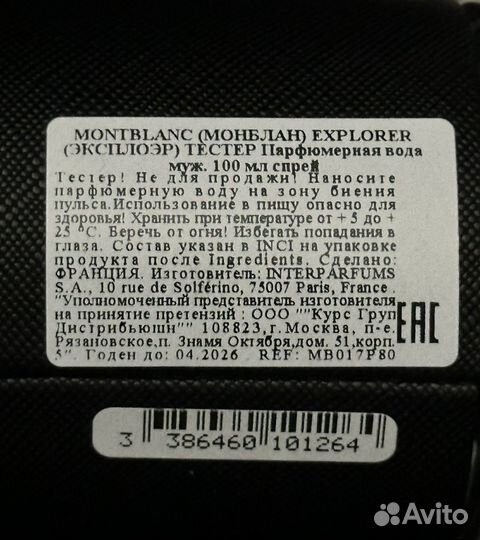 MONTBLANC (МОНБЛАН) EXPLORER
(ЭКСПЛОЭР) ТЕСТЕР Парфюмерная вода
муж. 100 мл спрей
Тестер! Не для продажи! Наносите
парфюмерную воду на зону биения
пульса.Использование в пищу опасно для
здоровья! Хранить при температуре от + 5 до +
25 °C. Беречь от огня! Избегать попадания в
глаза. Состав указан в INCI на упаковке
продукта после Ingredients. Сделано:
ФРАНЦИЯ. Изготовитель: INTERPARFUMS
S.A., 10 rue de Solférino, 75007 Paris, France .
"Уполномоченный представитель изготовителя
на принятие претензий : ООО ""Курс Груп
Дистрибьюшн"" 108823,г.Москва, п-е.
Рязановское,п. Знамя Октября,дом. 51,корп.
5". Годен до: 04.2026 REF: MB017P80
EAC
3 386460 101264
Avito